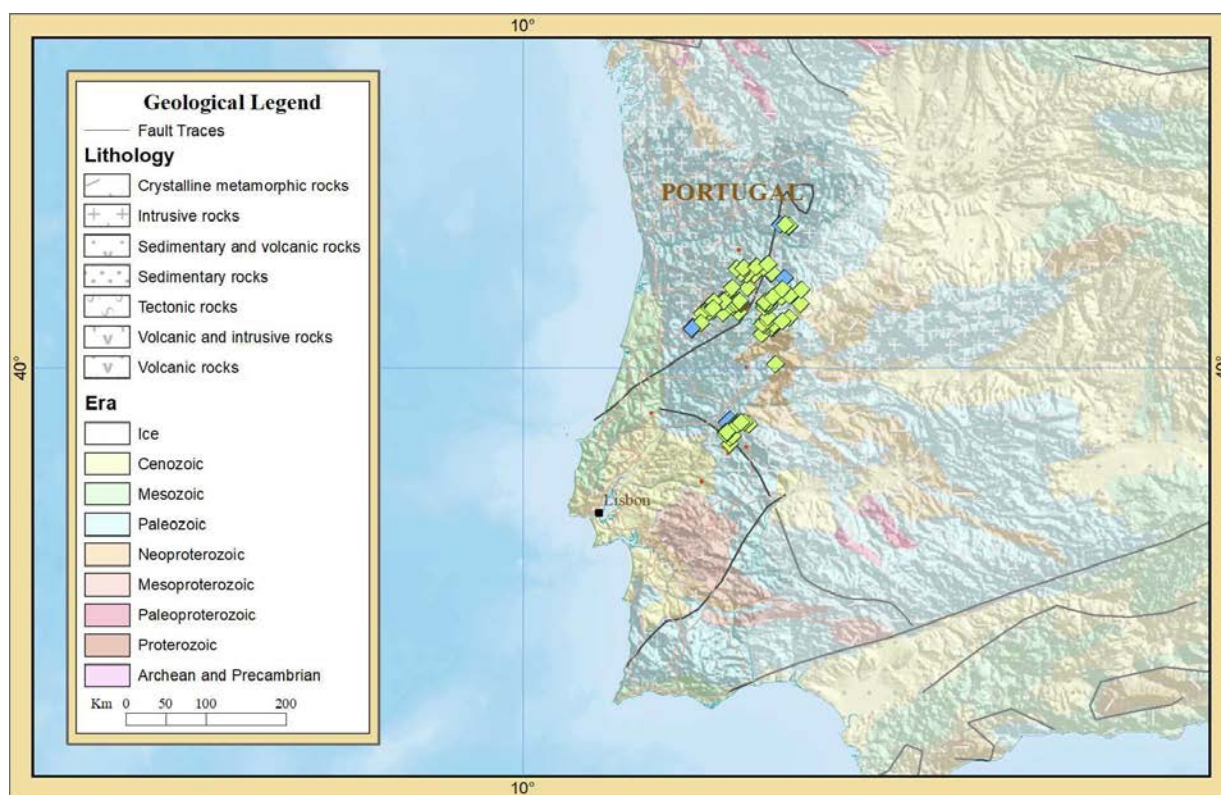 10°
Geological Legend
Fault Traces
Lithology
Crystalline metamorphic rocks
Intrusive rocks
Sedimentary and volcanic rocks
Sedimentary rocks
Tectonic rocks
Volcanic and intrusive rocks
Volcanic rocks
Era
Ice
Cenozoic
Mesozoic
Paleozoic
Neoproterozoic
Mesoproterozoic
Paleoproterozoic
Proterozoic
Archean and Precambrian
Km 0 50 100 200
PORTUGAL
40°
40°
Lisbon
10°